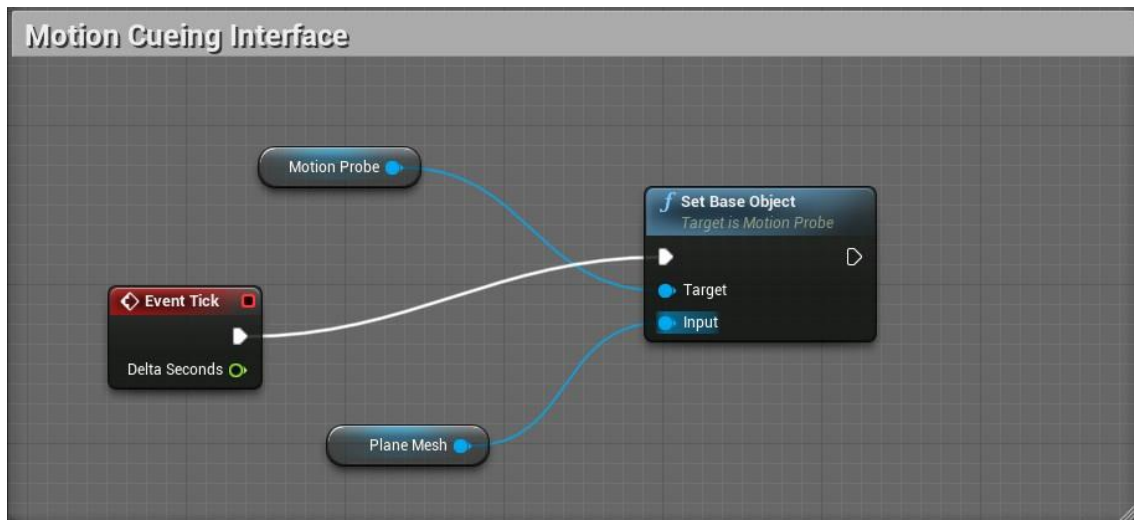 Motion Cueing Interface
Motion Probe
f Set Base Object
Target is Motion Probe
Target
Input
Event Tick
Delta Seconds
Plane Mesh